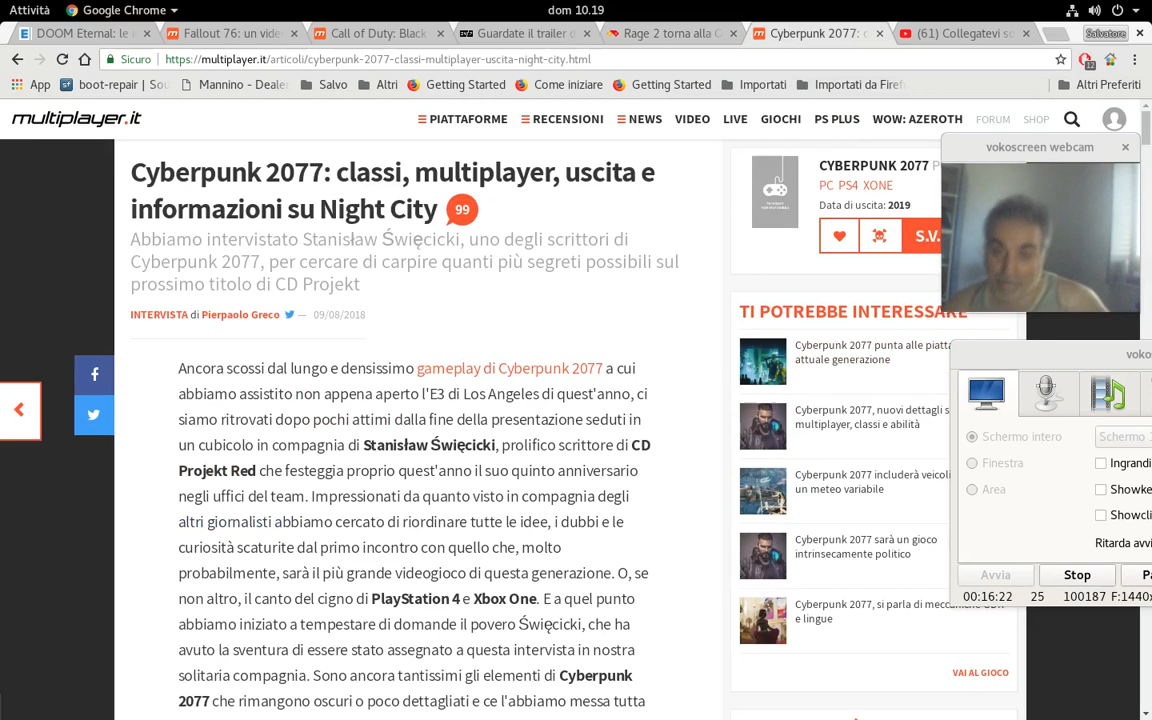 Attività
Google Chrome
dom 10.19
DOOM Eternal: le i
Fallout 76: un vide
Call of Duty: Black
Guardate il trailer d
Rage 2 torna alla C
Cyberpunk 2077: c
(61) Collegatevi sc
Salvatore
Sicuro
https://multiplayer.it/articoli/cyberpunk-2077-classi-multiplayer-uscita-night-city.html
12
App
boot-repair | Sou
Mannino - Deale
Salvo
Altri
Getting Started
Come iniziare
Getting Started
Importati
Importati da Firef
Altri Preferiti
multiplayer.it
PIATTAFORME
RECENSIONI
NEWS
VIDEO
LIVE
GIOCHI
PS PLUS
WOW: AZEROTH
FORUM
SHOP
Cyberpunk 2077: classi, multiplayer, uscita e
informazioni su Night City 99
Abbiamo intervistato Stanisław Święcicki, uno degli scrittori di
Cyberpunk 2077, per cercare di carpire quanti più segreti possibili sul
prossimo titolo di CD Projekt
INTERVISTA di Pierpaolo Greco — 09/08/2018
Ancora scossi dal lungo e densissimo gameplay di Cyberpunk 2077 a cui
abbiamo assistito non appena aperto l'E3 di Los Angeles di quest'anno, ci
siamo ritrovati dopo pochi attimi dalla fine della presentazione seduti in
un cubicolo in compagnia di Stanisław Święcicki, prolifico scrittore di CD
Projekt Red che festeggia proprio quest'anno il suo quinto anniversario
negli uffici del team. Impressionati da quanto visto in compagnia degli
altri giornalisti abbiamo cercato di riordinare tutte le idee, i dubbi e le
curiosità scaturite dal primo incontro con quello che, molto
probabilmente, sarà il più grande videogioco di questa generazione. O, se
non altro, il canto del cigno di PlayStation 4 e Xbox One. E a quel punto
abbiamo iniziato a tempestare di domande il povero Święcicki, che ha
avuto la sventura di essere stato assegnato a questa intervista in nostra
solitaria compagnia. Sono ancora tantissimi gli elementi di Cyberpunk
2077 che rimangono oscuri o poco dettagliati e ce l'abbiamo messa tutta
CYBERPUNK 2077 P
PC PS4 XONE
Data di uscita: 2019
S.V.
TI POTREBBE INTERESSARE
Cyberpunk 2077 punta alle piatta
attuale generazione
Cyberpunk 2077, nuovi dettagli s
multiplayer, classi e abilità
Cyberpunk 2077 includerà veicoli
un meteo variabile
Cyberpunk 2077 sarà un gioco
intrinsecamente politico
Cyberpunk 2077, si parla di mecc
e lingue
VAI AL GIOCO
vokoscreen webcam
voko
Schermo intero
Schermo 1
Finestra
Area
Ingrandi
Showke
Showcli
Ritarda avvi
Avvia
Stop
Pa
00:16:22
25
100187
F:1440x